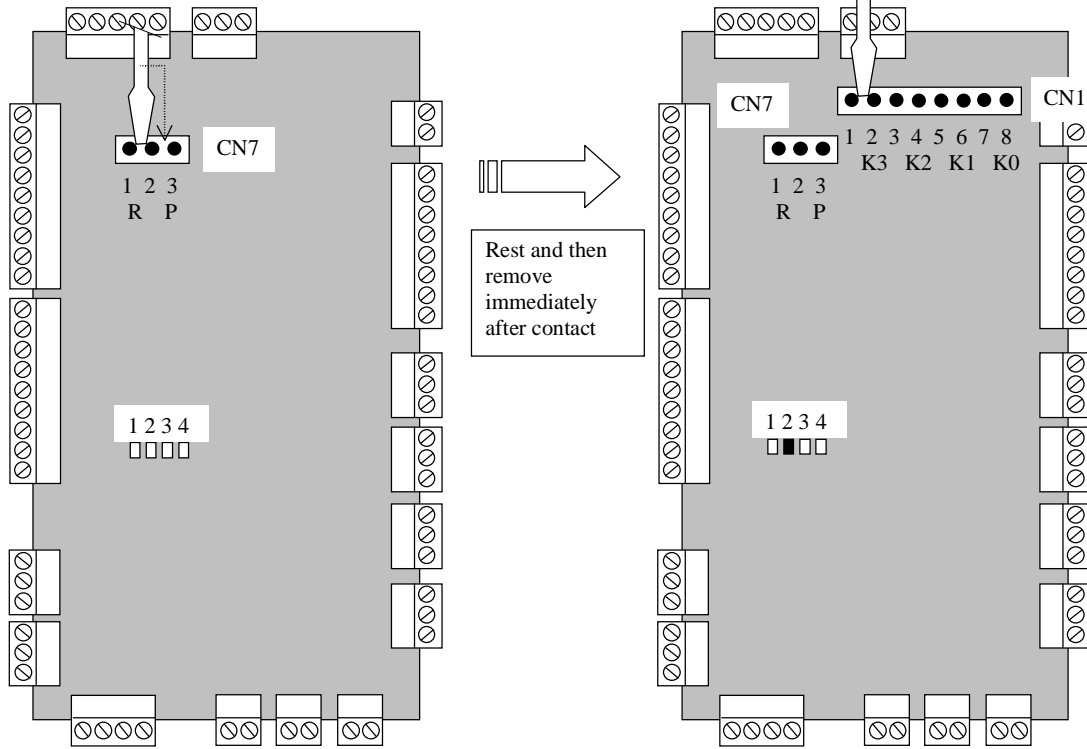 CN7
1 2 3
R P
1 2 3 4
Rest and then
remove
immediately
after contact
CN7
CN1
1 2 3 4 5 6 7 8
K3 K2 K1 K0
1 2 3
R P
1 2 3 4